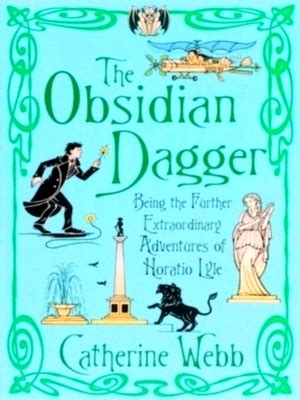 The
Obsidian
Dagger
Being the Further
Extraordinary
Adventures of
Horatio Lyle
Catherine Webb